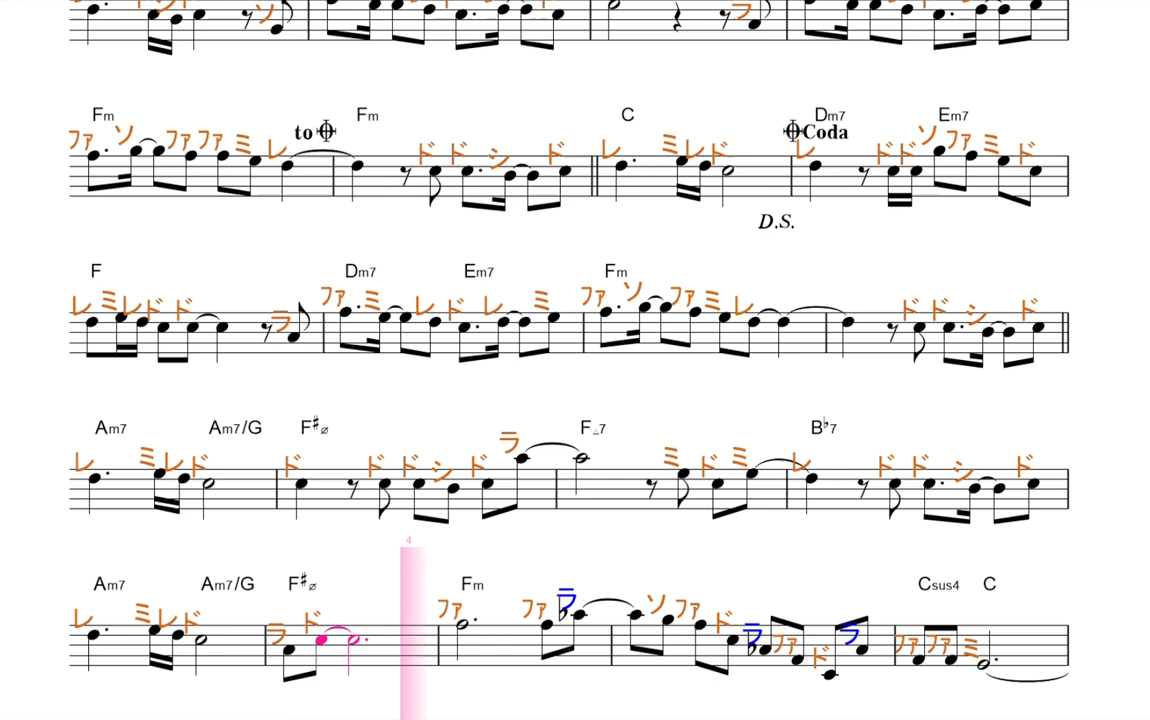 ソ
フ
Fm Fm C Dm7 Em7
to Coda
ファ ソ ファ ファ ミ レ ド ド シ ド レ ミ レ ド レ ド ド ソ ファ ミ ド
D.S.
F Dm7 Em7 Fm
レ ミ レ ド ド ラ ファ ミ レ ド レ ミ ファ ソ ファ ミ レ ド ド シ ド
Am7 Am7/G F♯ø F△7 B♭7
レ ミ レ ド ド ド ド シ ド ラ ミ ド ミ レ ド ド シ ド
4
Am7 Am7/G F♯ø Fm Csus4 C
レ ミ レ ド ラ ド ファ ファ ラ ソ ファ ド ラ ファ ド ラ ファ ファ ミ